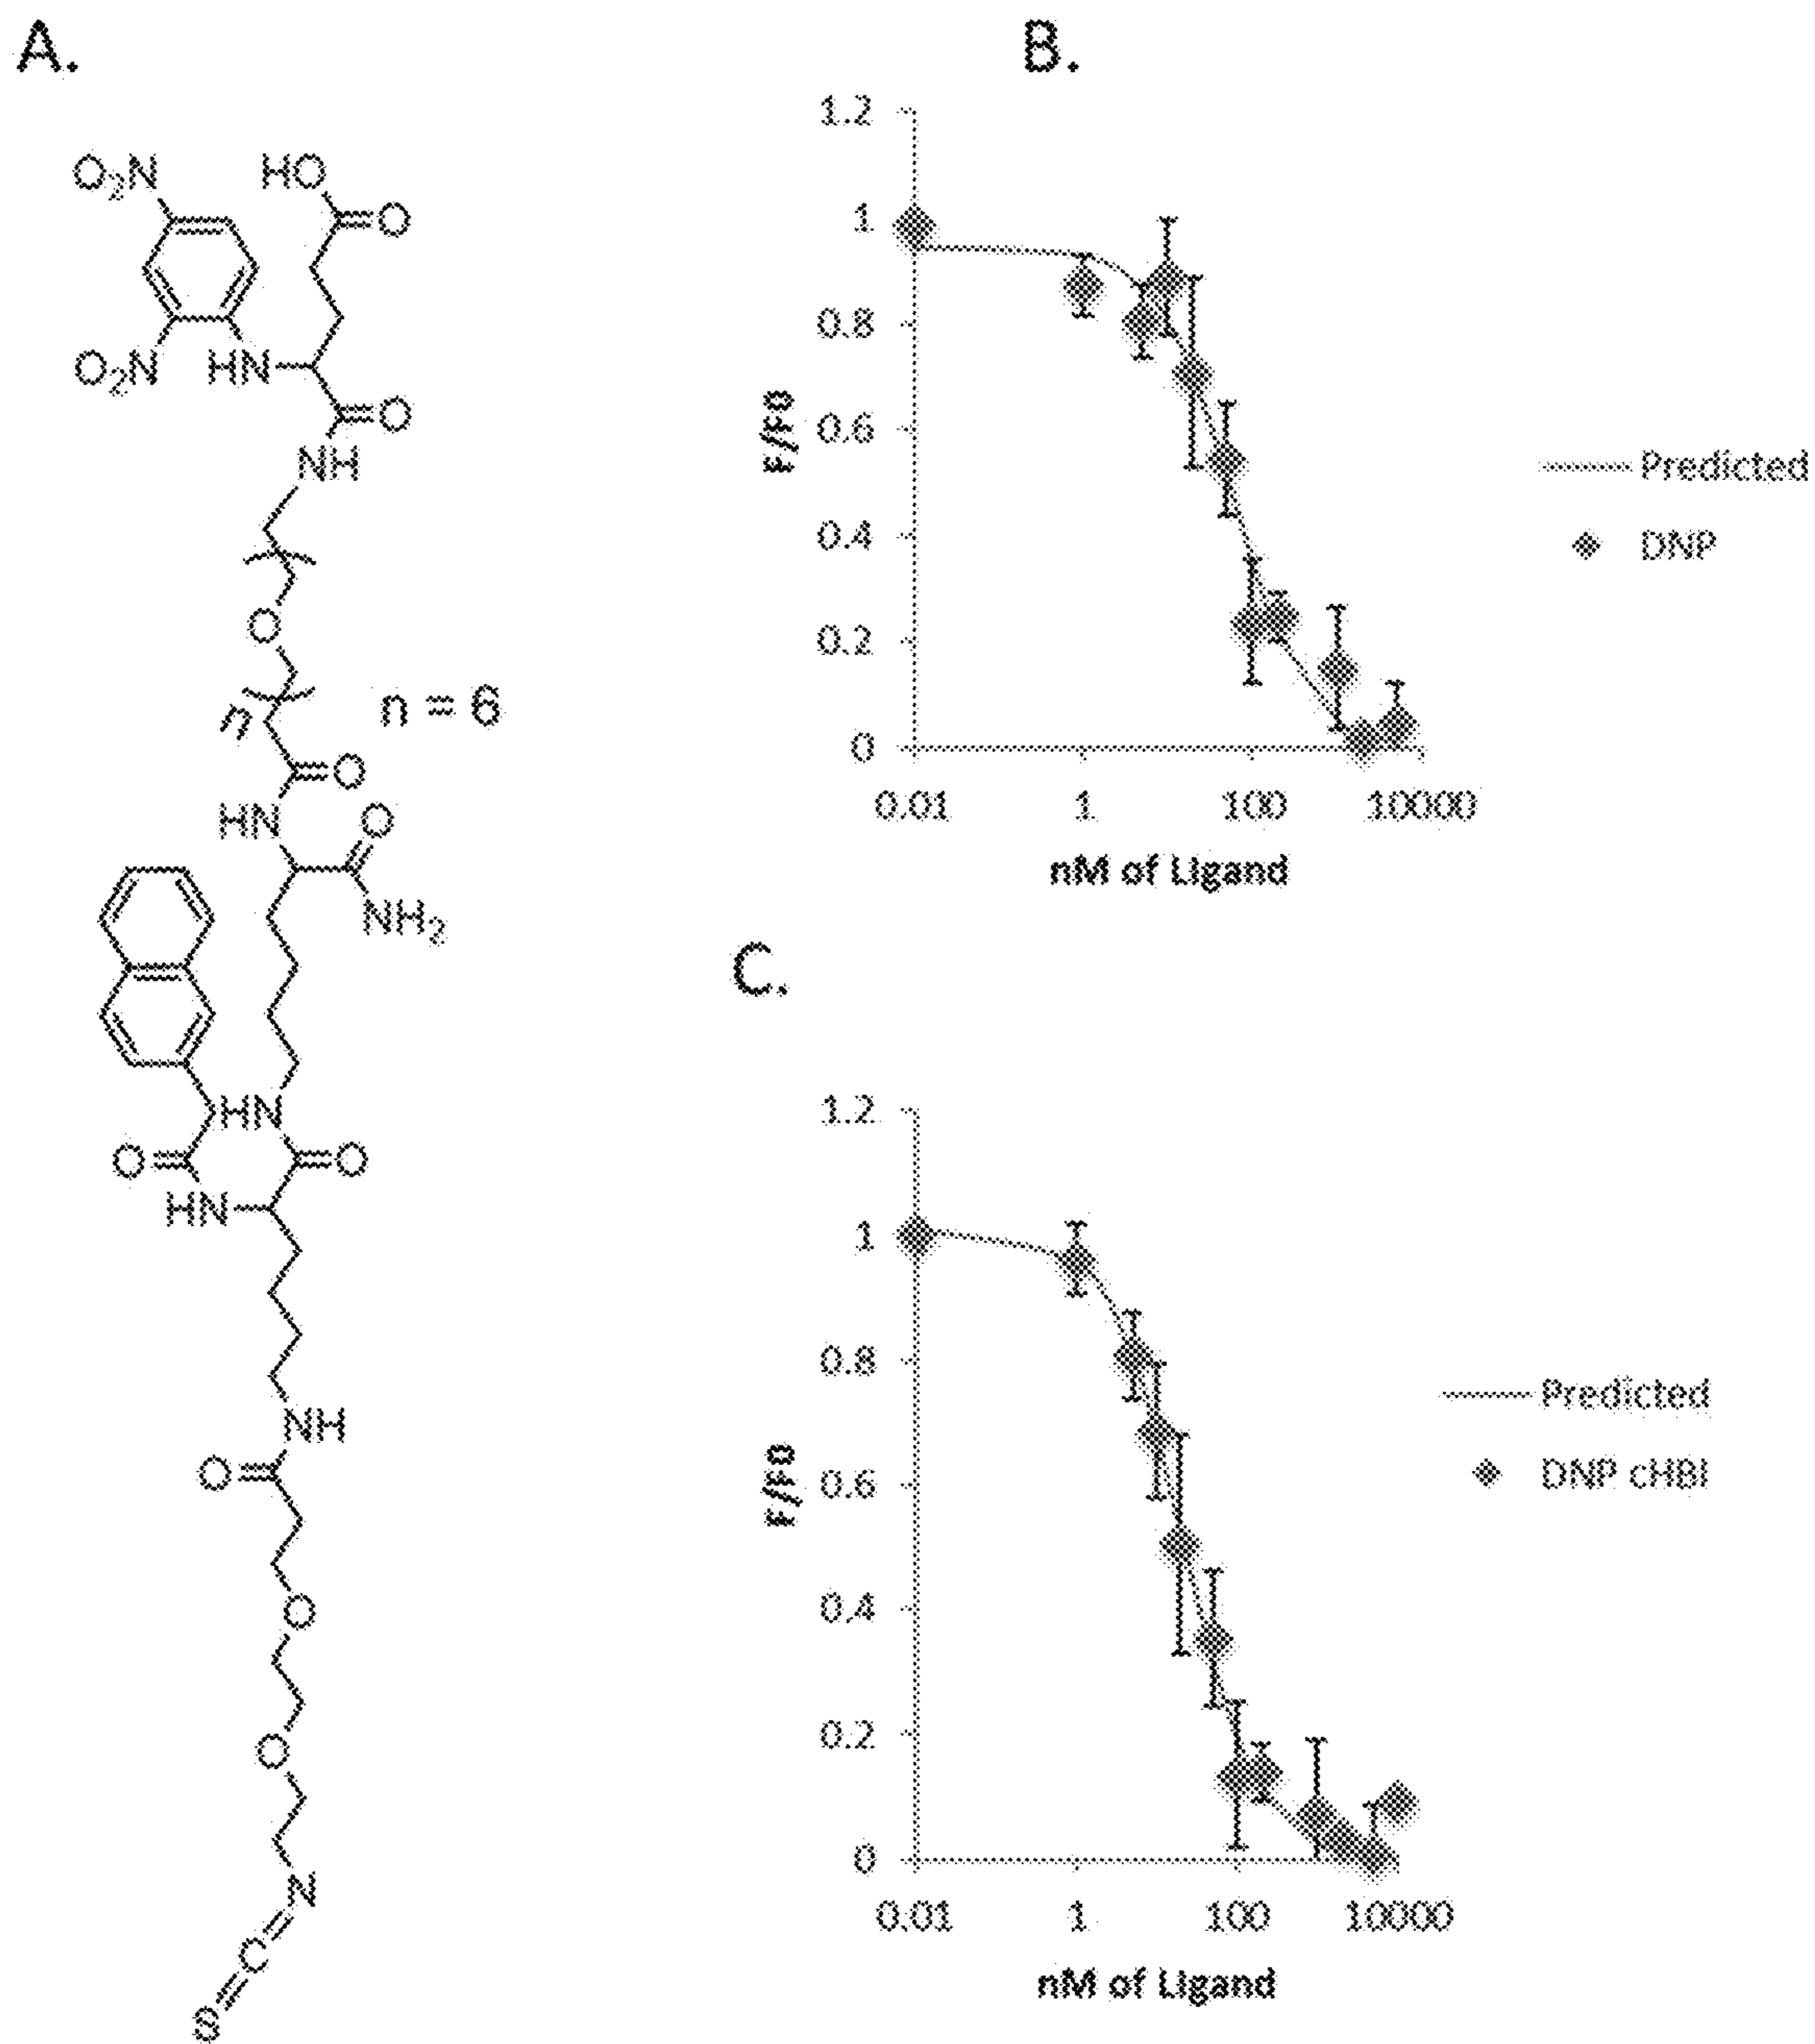 A.
O₂N
HO
O
O₂N
HN
O
NH
O
n
n = 6
O
HN
O
NH₂
HN
O
O
HN
NH
O
O
O
N
C
S
B.
1.2
1
0.8
0.6
0.4
0.2
0
F/F0
0.01
1
100
10000
nM of Ligand
Predicted
DNP
C.
1.2
1
0.8
0.6
0.4
0.2
0
F/F0
0.01
1
100
10000
nM of Ligand
Predicted
DNP cHBI